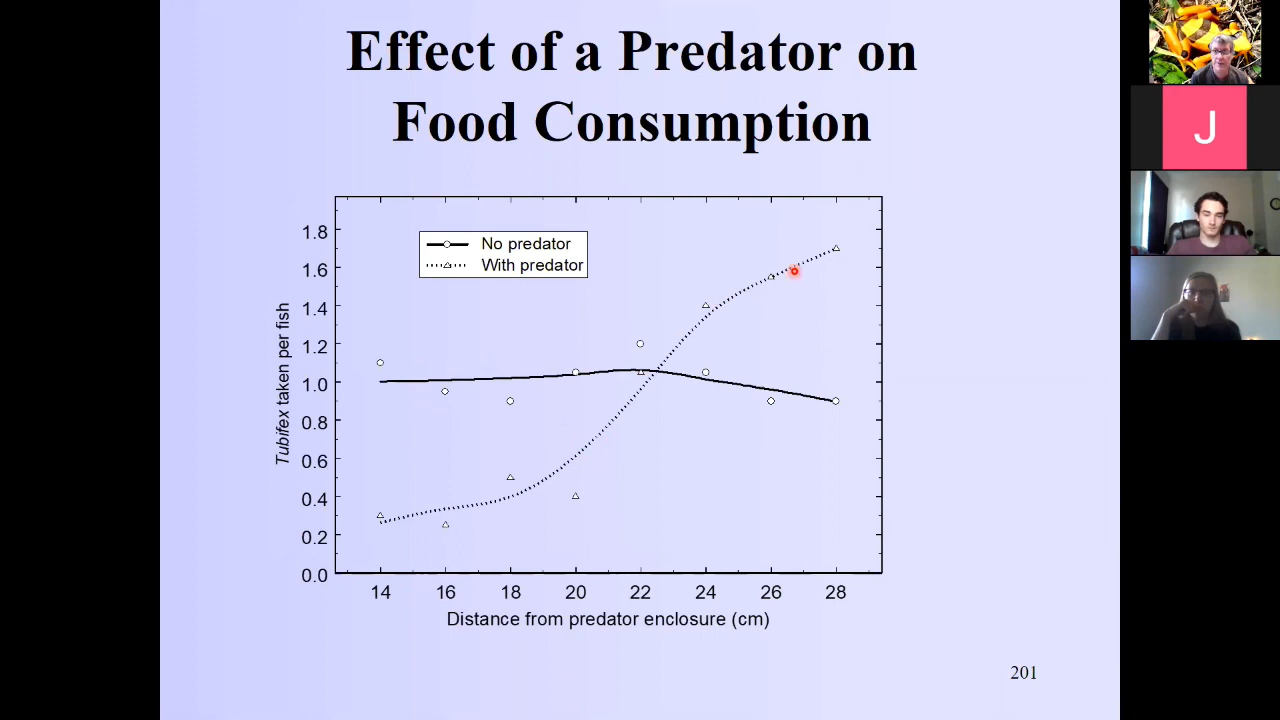 Effect of a Predator on
Food Consumption
J
No predator
With predator
1.8
1.6
1.4
1.2
1.0
0.8
0.6
0.4
0.2
0.0
Tubifex taken per fish
14 16 18 20 22 24 26 28
Distance from predator enclosure (cm)
201